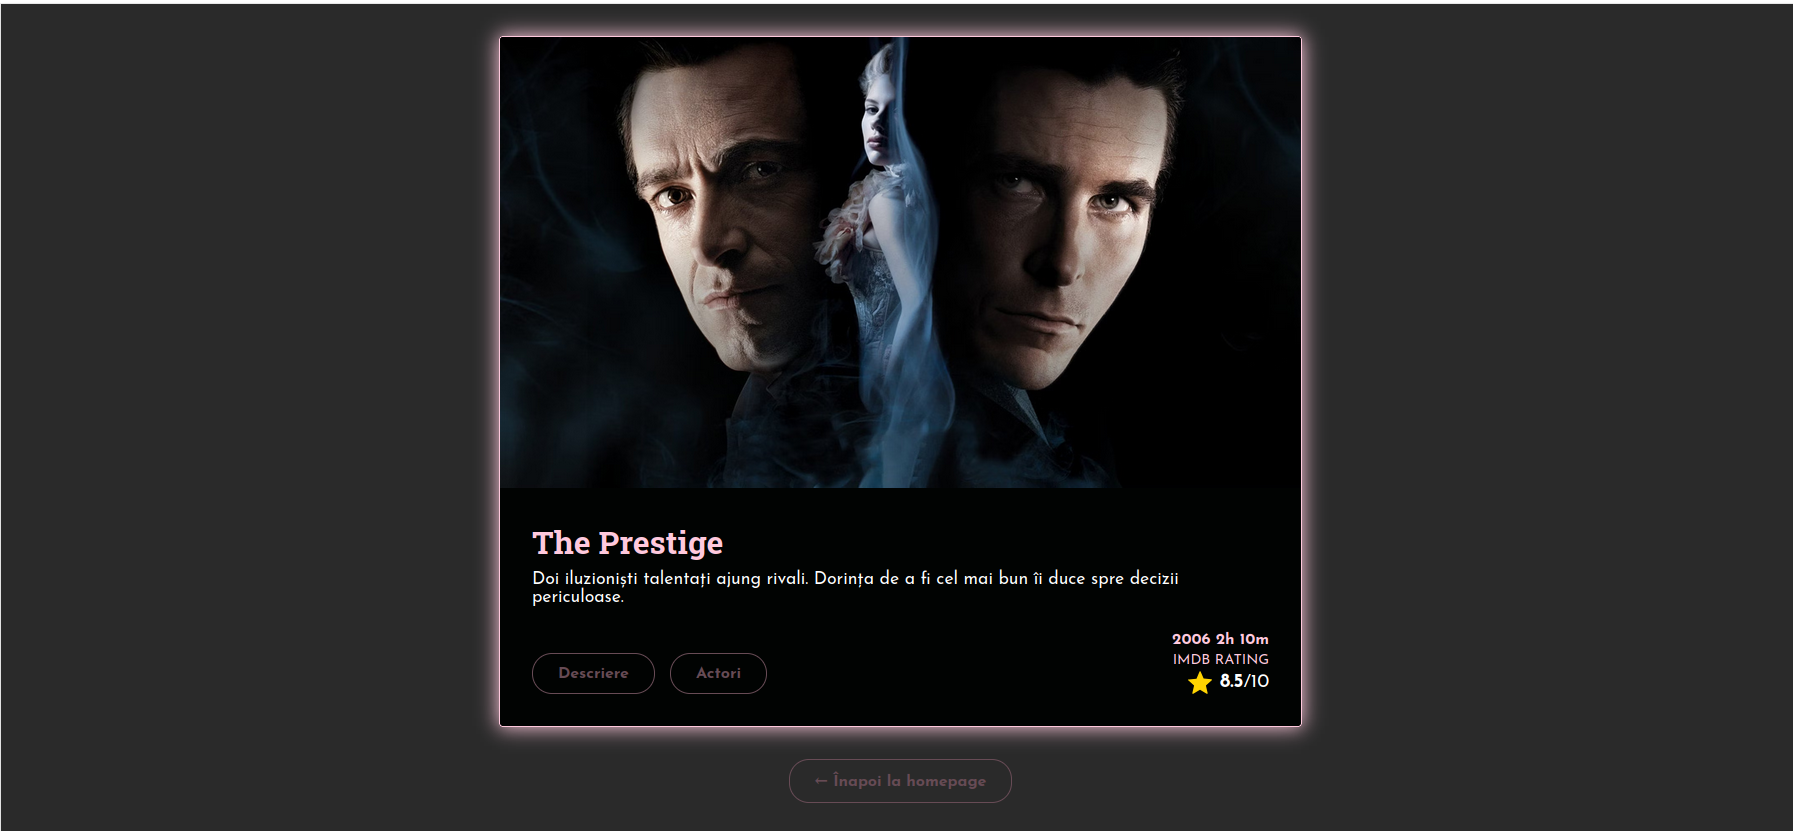 The Prestige
Doi iluzioniști talentați ajung rivali. Dorința de a fi cel mai bun îi duce spre decizii
periculoase.
2006 2h 10m
IMDB RATING
8.5/10
Descriere
Actori
← Înapoi la homepage